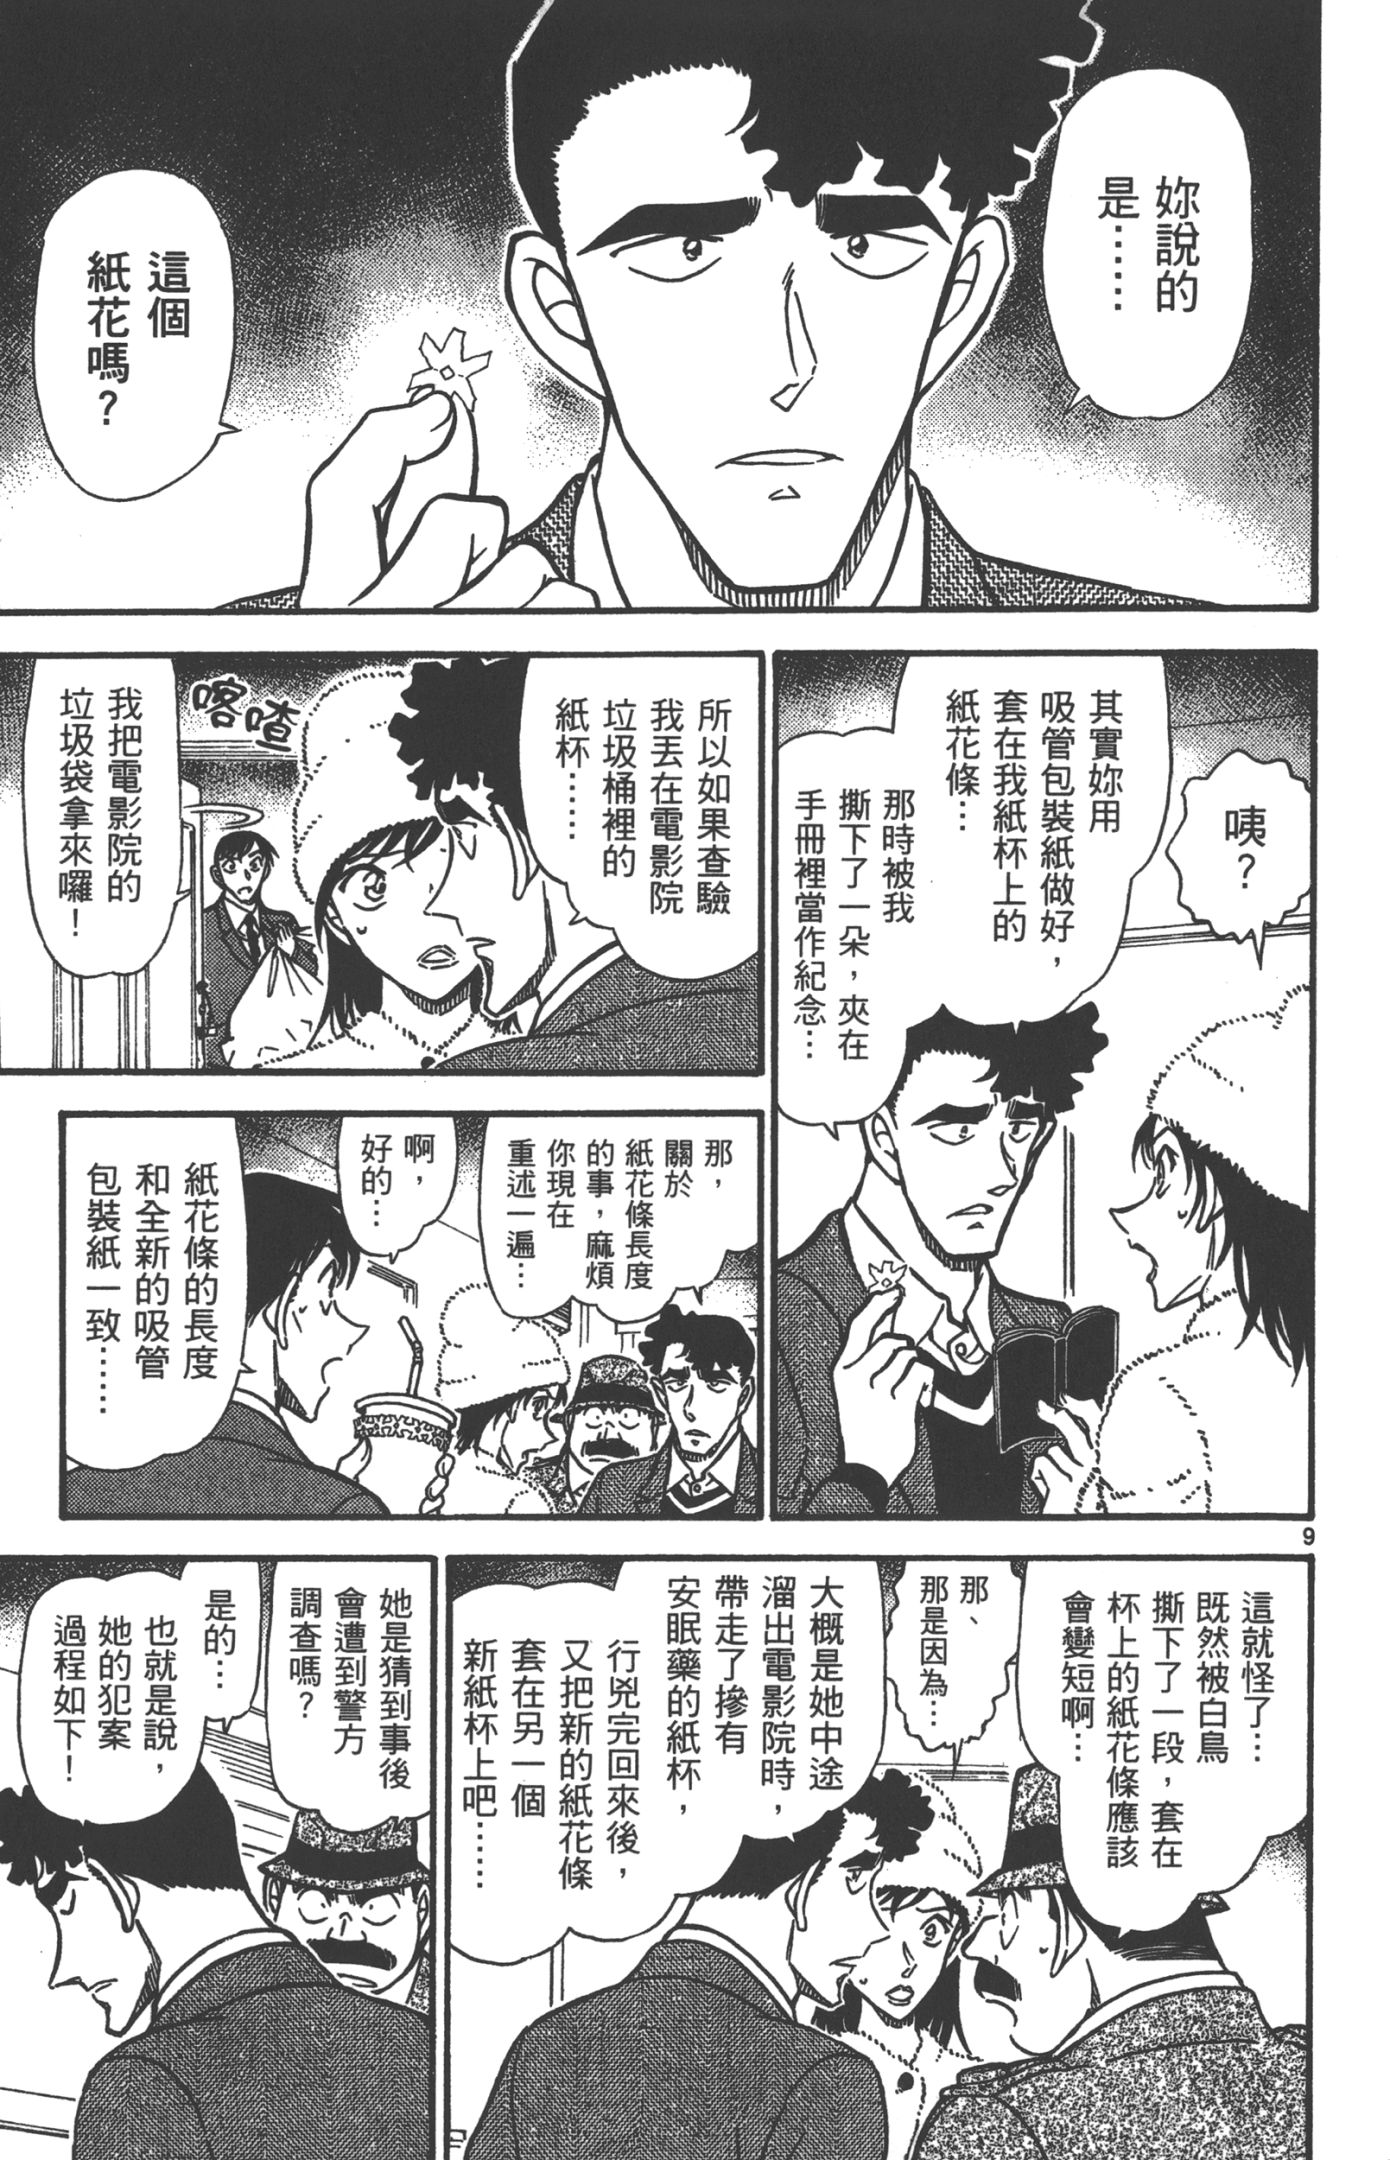 妳說的
是……
這個
紙花嗎？
咦？
其實妳用
吸管包裝紙做好，
套在我紙杯上的
紙花條…
那時被我
撕下了一朵，夾在
手冊裡當作紀念…
所以如果查驗
我丟在電影院
垃圾桶裡的
紙杯……
喀喳
我把電影院的
垃圾袋拿來囉！
那，
關於
紙花條長度
的事，麻煩
你現在
重述一遍…
啊，
好的…
紙花條的長度
和全新的吸管
包裝紙一致……
9
這就怪了…
既然被白鳥
撕下了一段，套在
杯上的紙花條應該
會變短啊…
那、
那是因為…
大概是她中途
溜出電影院時，
帶走了摻有
安眠藥的紙杯，
行兇完回來後，
又把新的紙花條
套在另一個
新紙杯上吧……
她是猜到事後
會遭到警方
調查嗎？
是的…
也就是說，
她的犯案
過程如下！